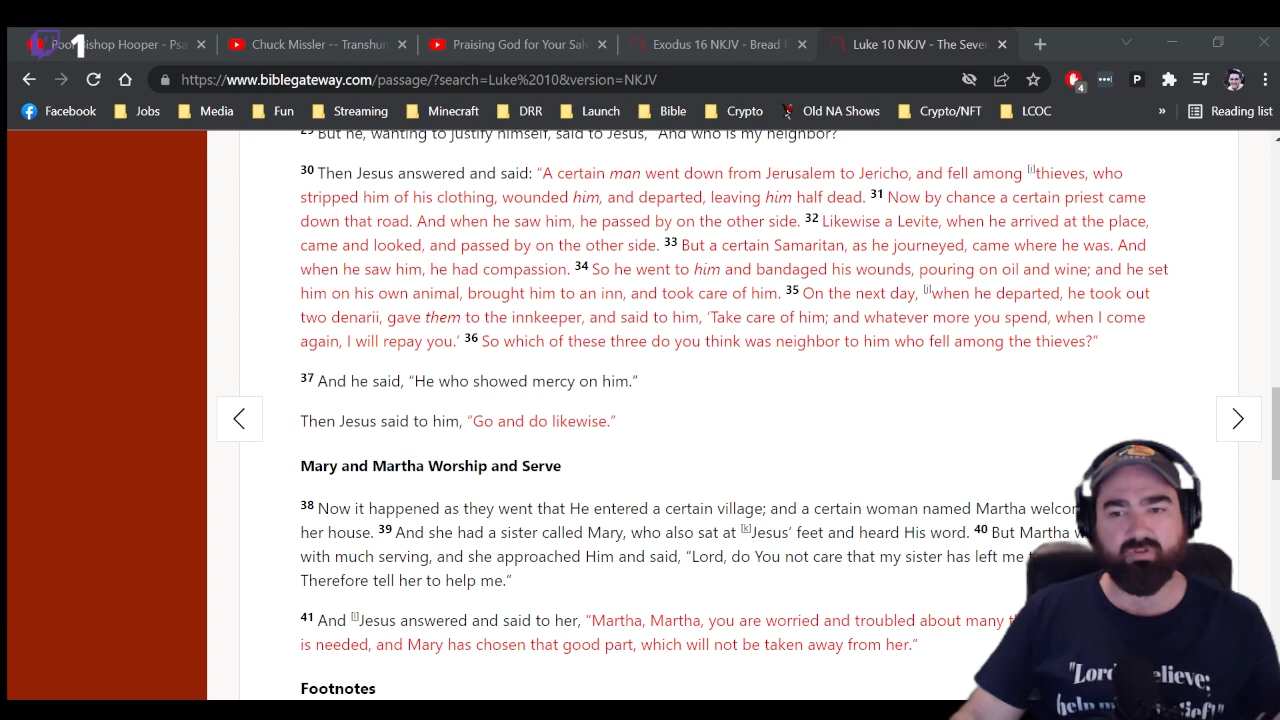 1
Poor Bishop Hooper - Psa
Chuck Missler -- Transhum
Praising God for Your Salv
Exodus 16 NKJV - Bread f
Luke 10 NKJV - The Seven
https://www.biblegateway.com/passage/?search=Luke%2010&version=NKJV
4
P
Facebook Jobs Media Fun Streaming Minecraft DRR Launch Bible Crypto Old NA Shows Crypto/NFT LCOC » Reading list
29 But he, wanting to justify himself, said to Jesus, “And who is my neighbor?”
30 Then Jesus answered and said: “A certain man went down from Jerusalem to Jericho, and fell among [i]thieves, who
stripped him of his clothing, wounded him, and departed, leaving him half dead. 31 Now by chance a certain priest came
down that road. And when he saw him, he passed by on the other side. 32 Likewise a Levite, when he arrived at the place,
came and looked, and passed by on the other side. 33 But a certain Samaritan, as he journeyed, came where he was. And
when he saw him, he had compassion. 34 So he went to him and bandaged his wounds, pouring on oil and wine; and he set
him on his own animal, brought him to an inn, and took care of him. 35 On the next day, [j]when he departed, he took out
two denarii, gave them to the innkeeper, and said to him, ‘Take care of him; and whatever more you spend, when I come
again, I will repay you.’ 36 So which of these three do you think was neighbor to him who fell among the thieves?”
37 And he said, “He who showed mercy on him.”
Then Jesus said to him, “Go and do likewise.”
Mary and Martha Worship and Serve
38 Now it happened as they went that He entered a certain village; and a certain woman named Martha welcom
her house. 39 And she had a sister called Mary, who also sat at [k]Jesus’ feet and heard His word. 40 But Martha w
with much serving, and she approached Him and said, “Lord, do You not care that my sister has left me t
Therefore tell her to help me.”
41 And [l]Jesus answered and said to her, “Martha, Martha, you are worried and troubled about many th
is needed, and Mary has chosen that good part, which will not be taken away from her.”
Footnotes
"Lord
elieve;
help